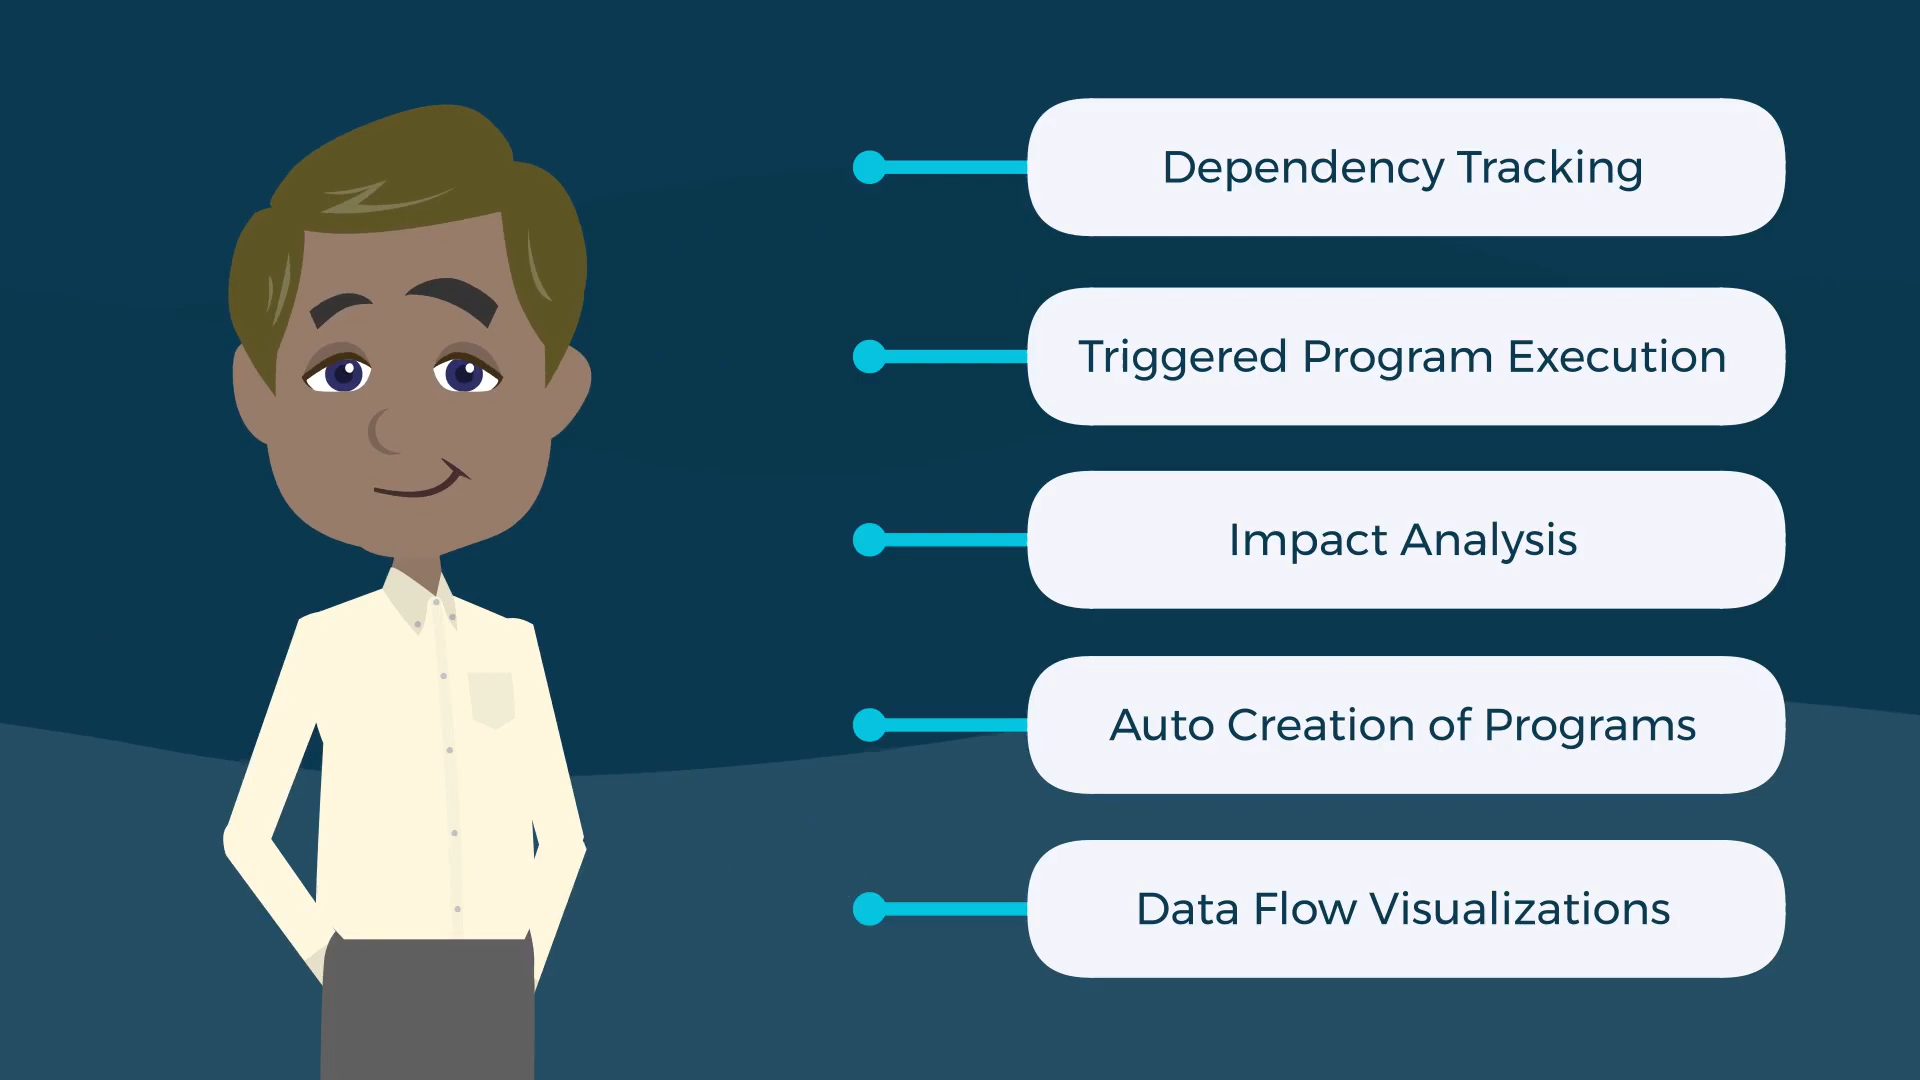 Dependency Tracking
Triggered Program Execution
Impact Analysis
Auto Creation of Programs
Data Flow Visualizations